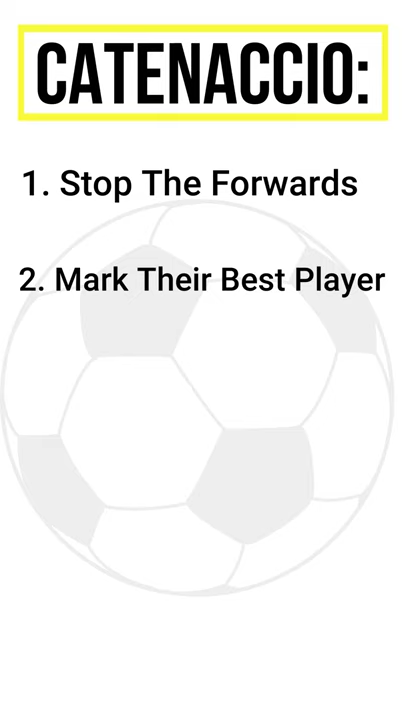 CATENACCIO:
1. Stop The Forwards
2. Mark Their Best Player